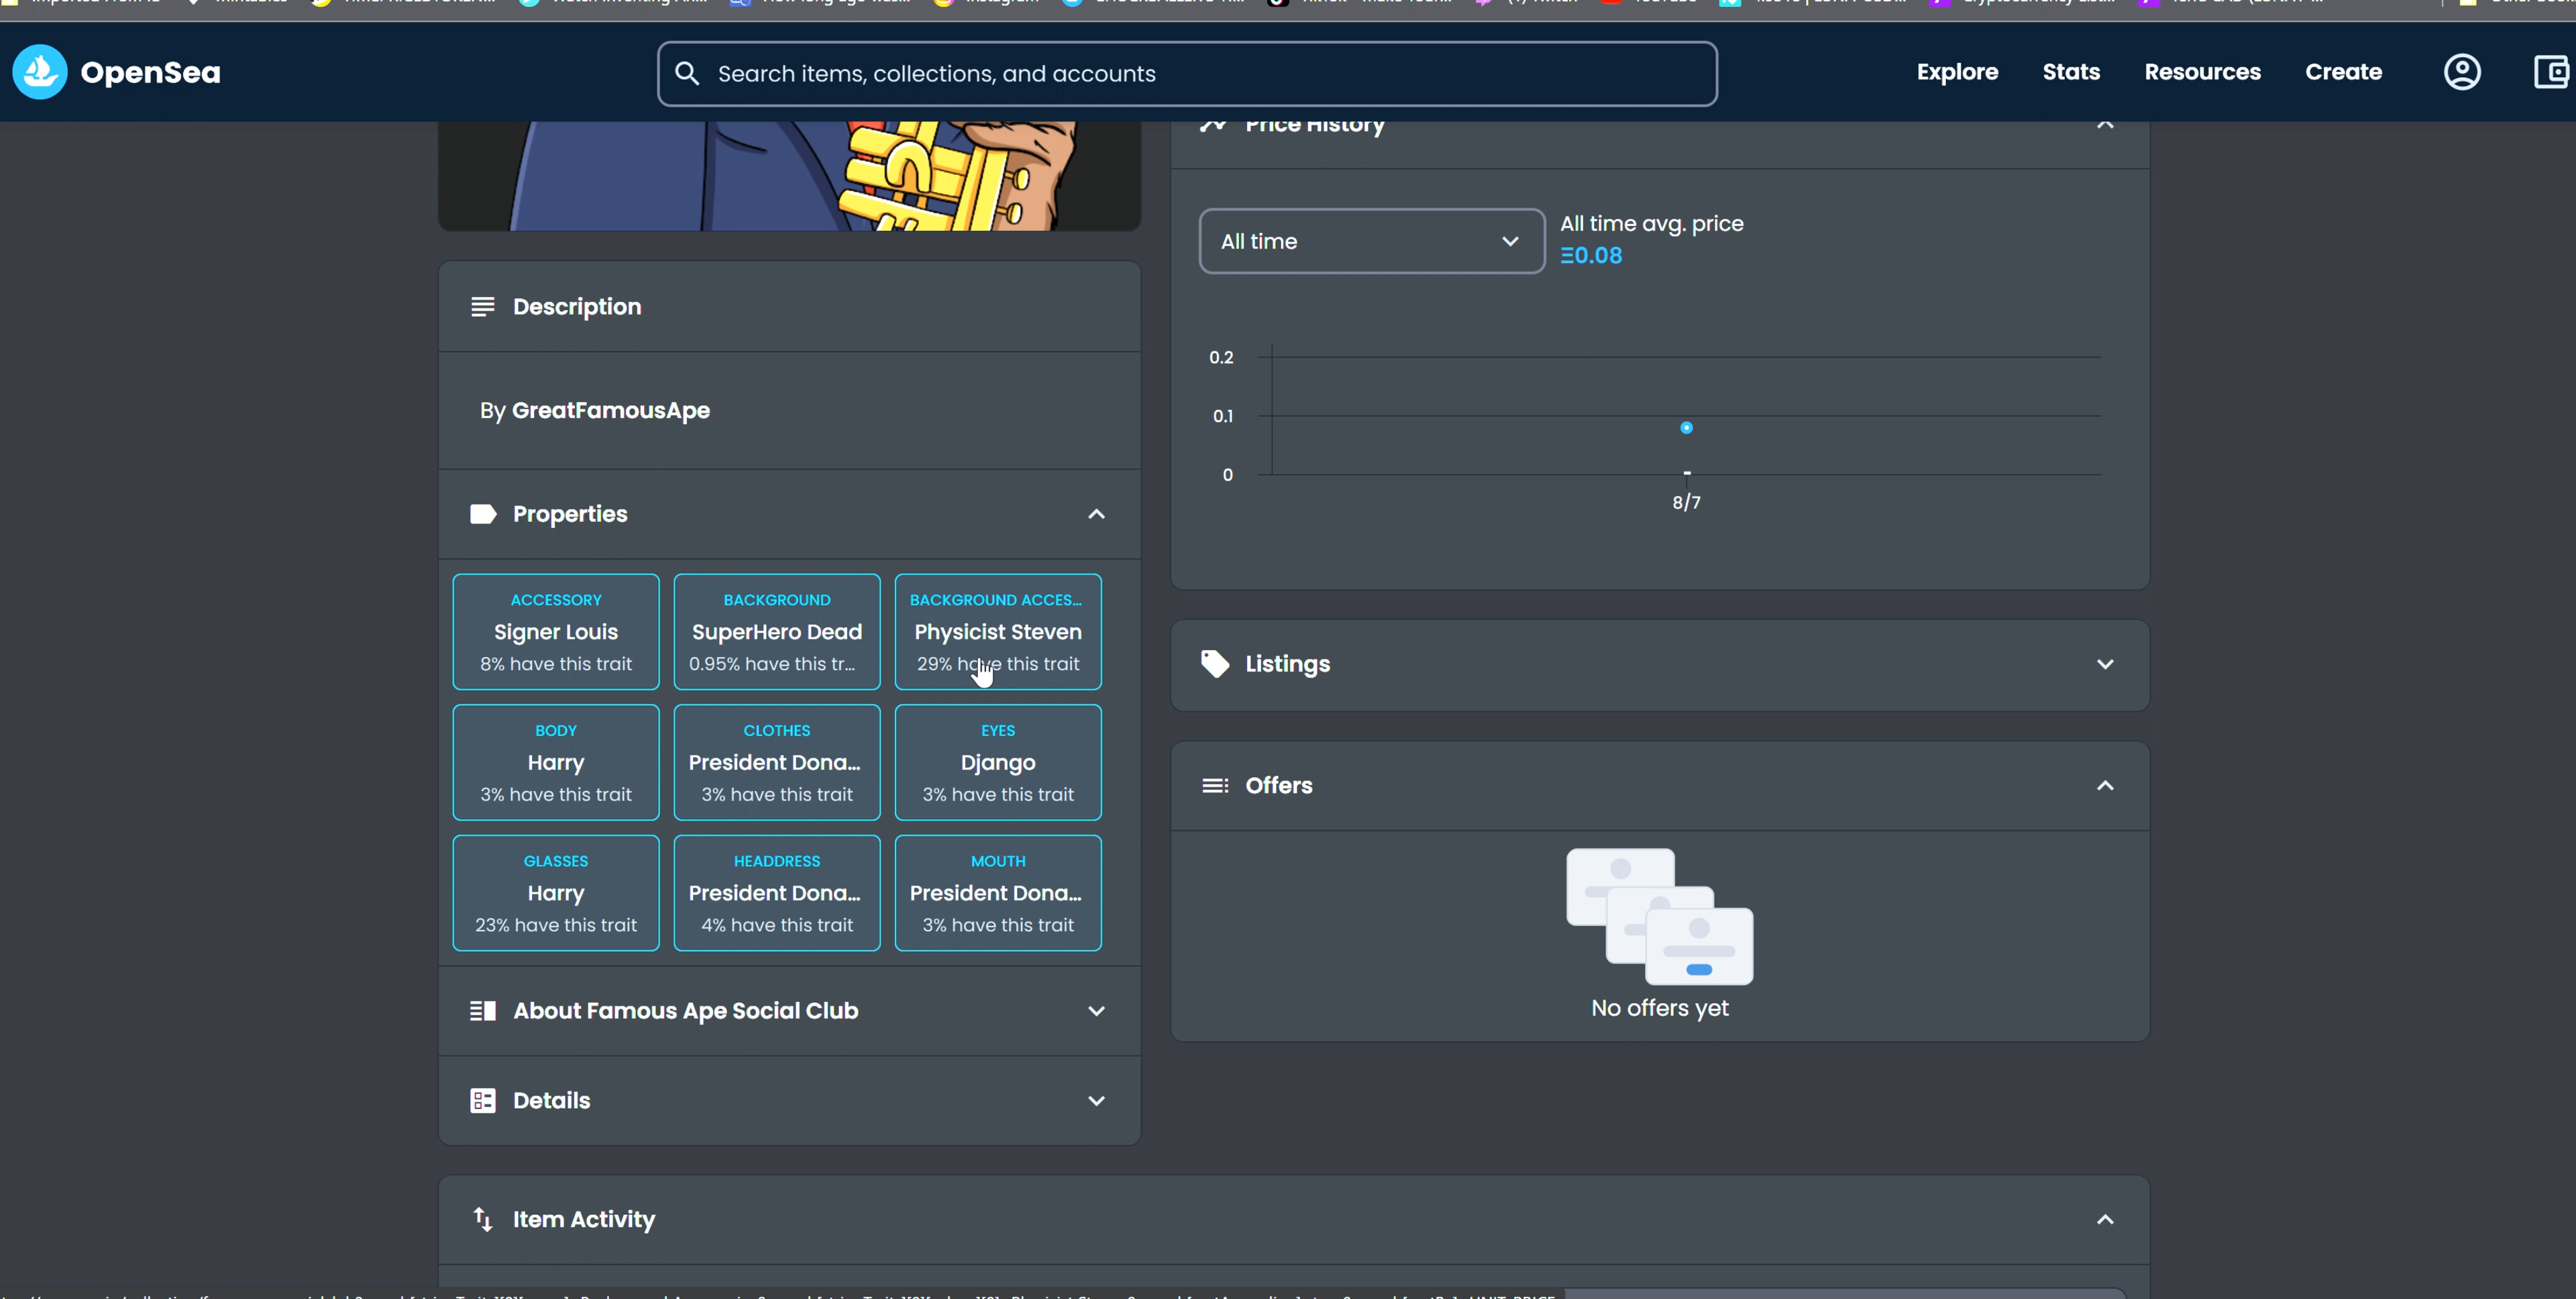 OpenSea
Search items, collections, and accounts
Explore
Stats
Resources
Create
Price History
All time
All time avg. price
Ξ0.08
0.2
0.1
0
8/7
Description
By GreatFamousApe
Properties
ACCESSORY
Signer Louis
8% have this trait
BACKGROUND
SuperHero Dead
0.95% have this tr...
BACKGROUND ACCES...
Physicist Steven
29% have this trait
BODY
Harry
3% have this trait
CLOTHES
President Dona...
3% have this trait
EYES
Django
3% have this trait
GLASSES
Harry
23% have this trait
HEADDRESS
President Dona...
4% have this trait
MOUTH
President Dona...
3% have this trait
Listings
Offers
No offers yet
About Famous Ape Social Club
Details
Item Activity